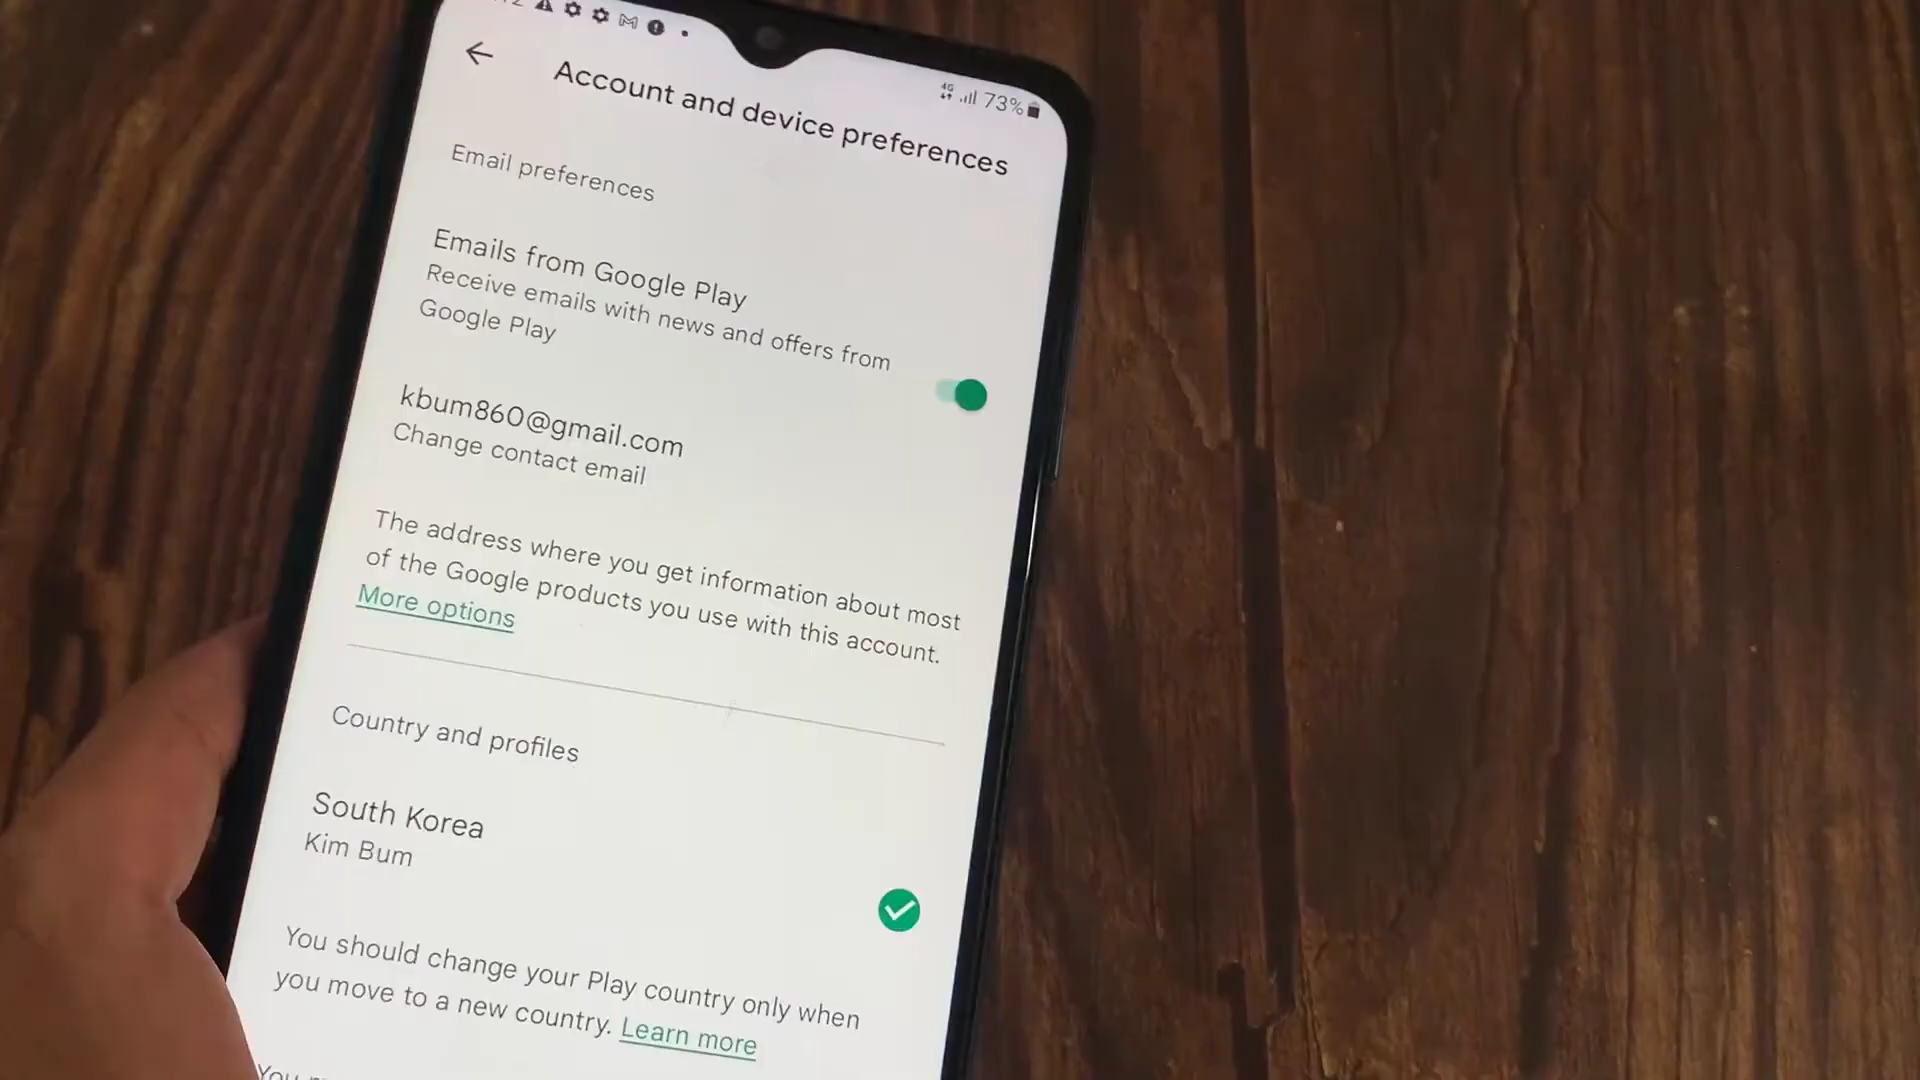 4G 73%
Account and device preferences
Email preferences
Emails from Google Play
Receive emails with news and offers from
Google Play
kbum860@gmail.com
Change contact email
The address where you get information about most
of the Google products you use with this account.
More options
Country and profiles
South Korea
Kim Bum
You should change your Play country only when
you move to a new country. Learn more